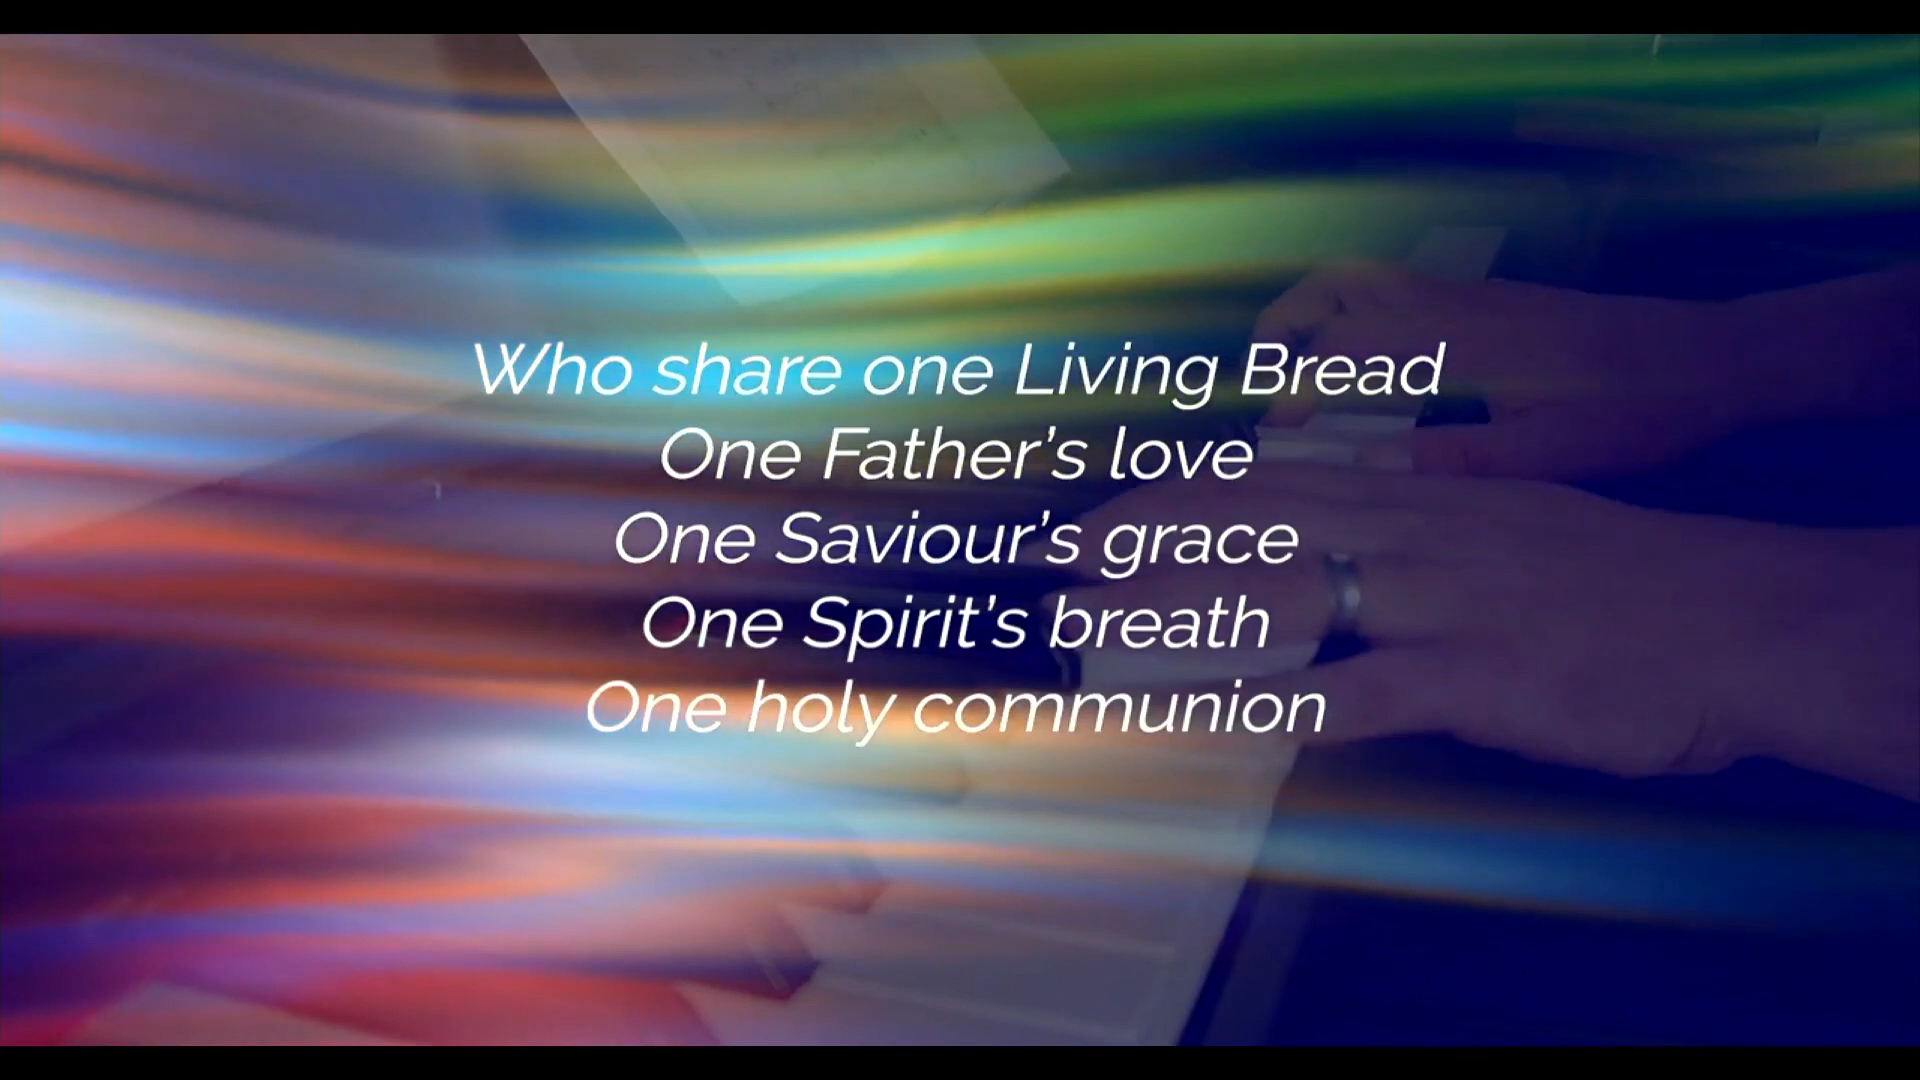 Who share one Living Bread
One Father’s love
One Saviour’s grace
One Spirit’s breath
One holy communion